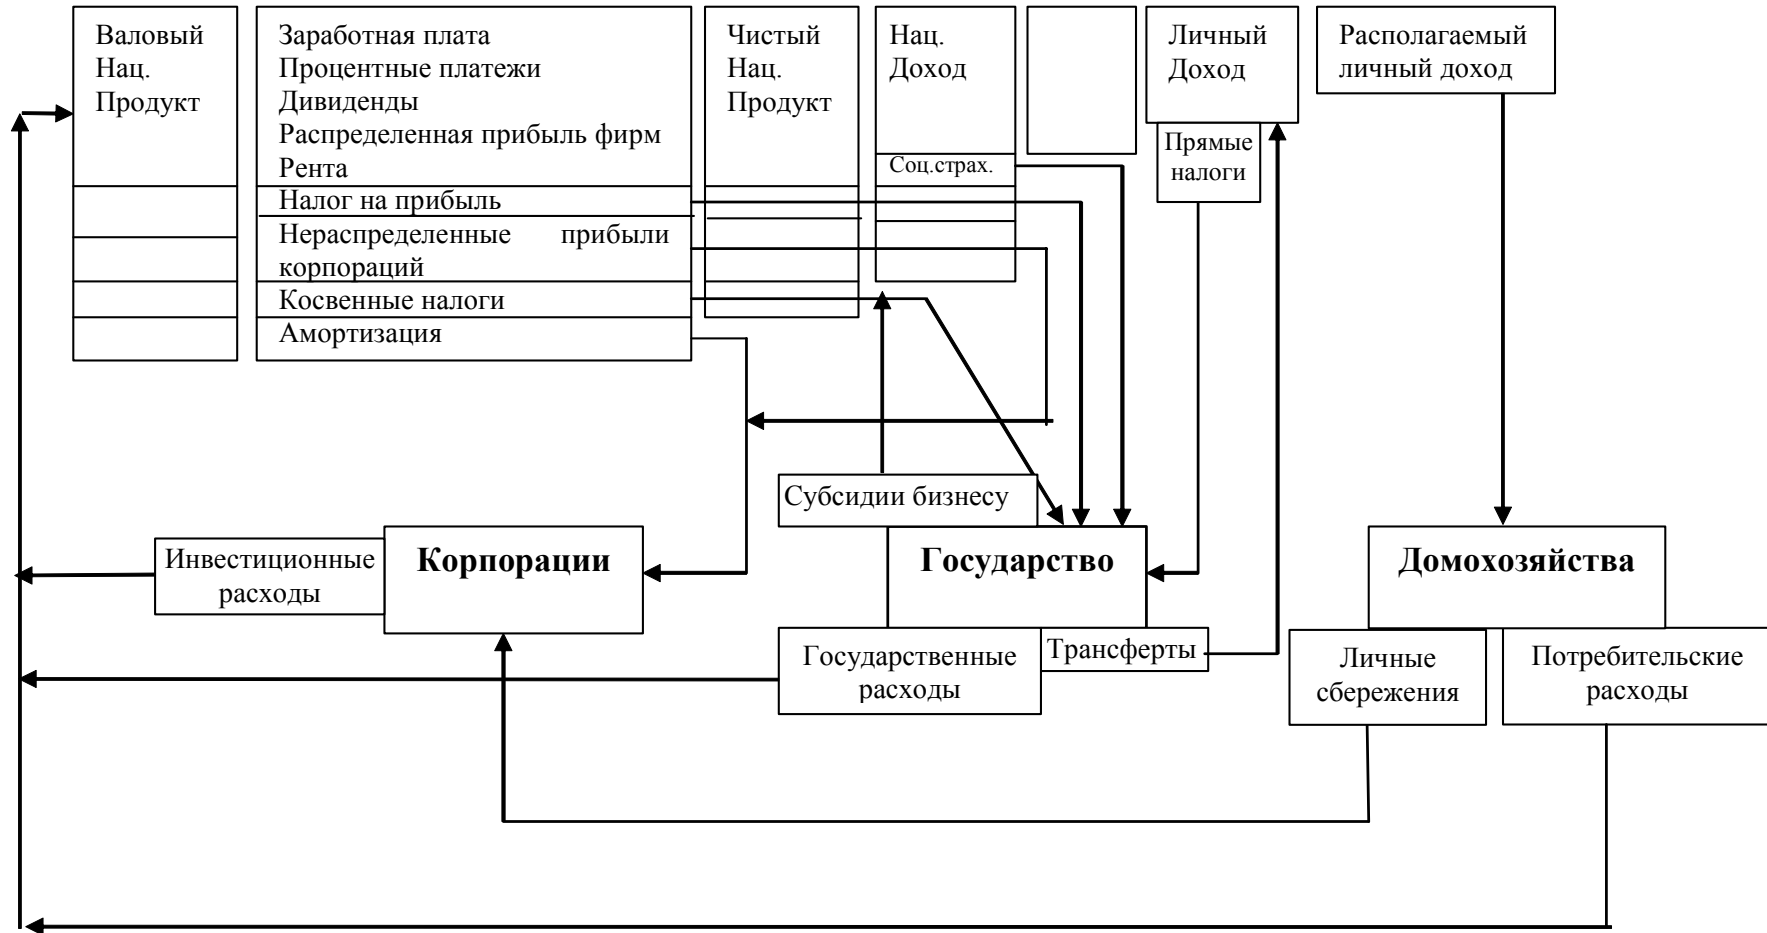 Валовый
Нац.
Продукт
Заработная плата
Процентные платежи
Дивиденды
Распределенная прибыль фирм
Рента
Налог на прибыль
Нераспределенные прибыли
корпораций
Косвенные налоги
Амортизация
Чистый
Нац.
Продукт
Нац.
Доход
Соц.страх.
Личный
Доход
Прямые
налоги
Располагаемый
личный доход
Субсидии бизнесу
Инвестиционные
расходы
Корпорации
Государство
Домохозяйства
Государственные
расходы
Трансферты
Личные
сбережения
Потребительские
расходы